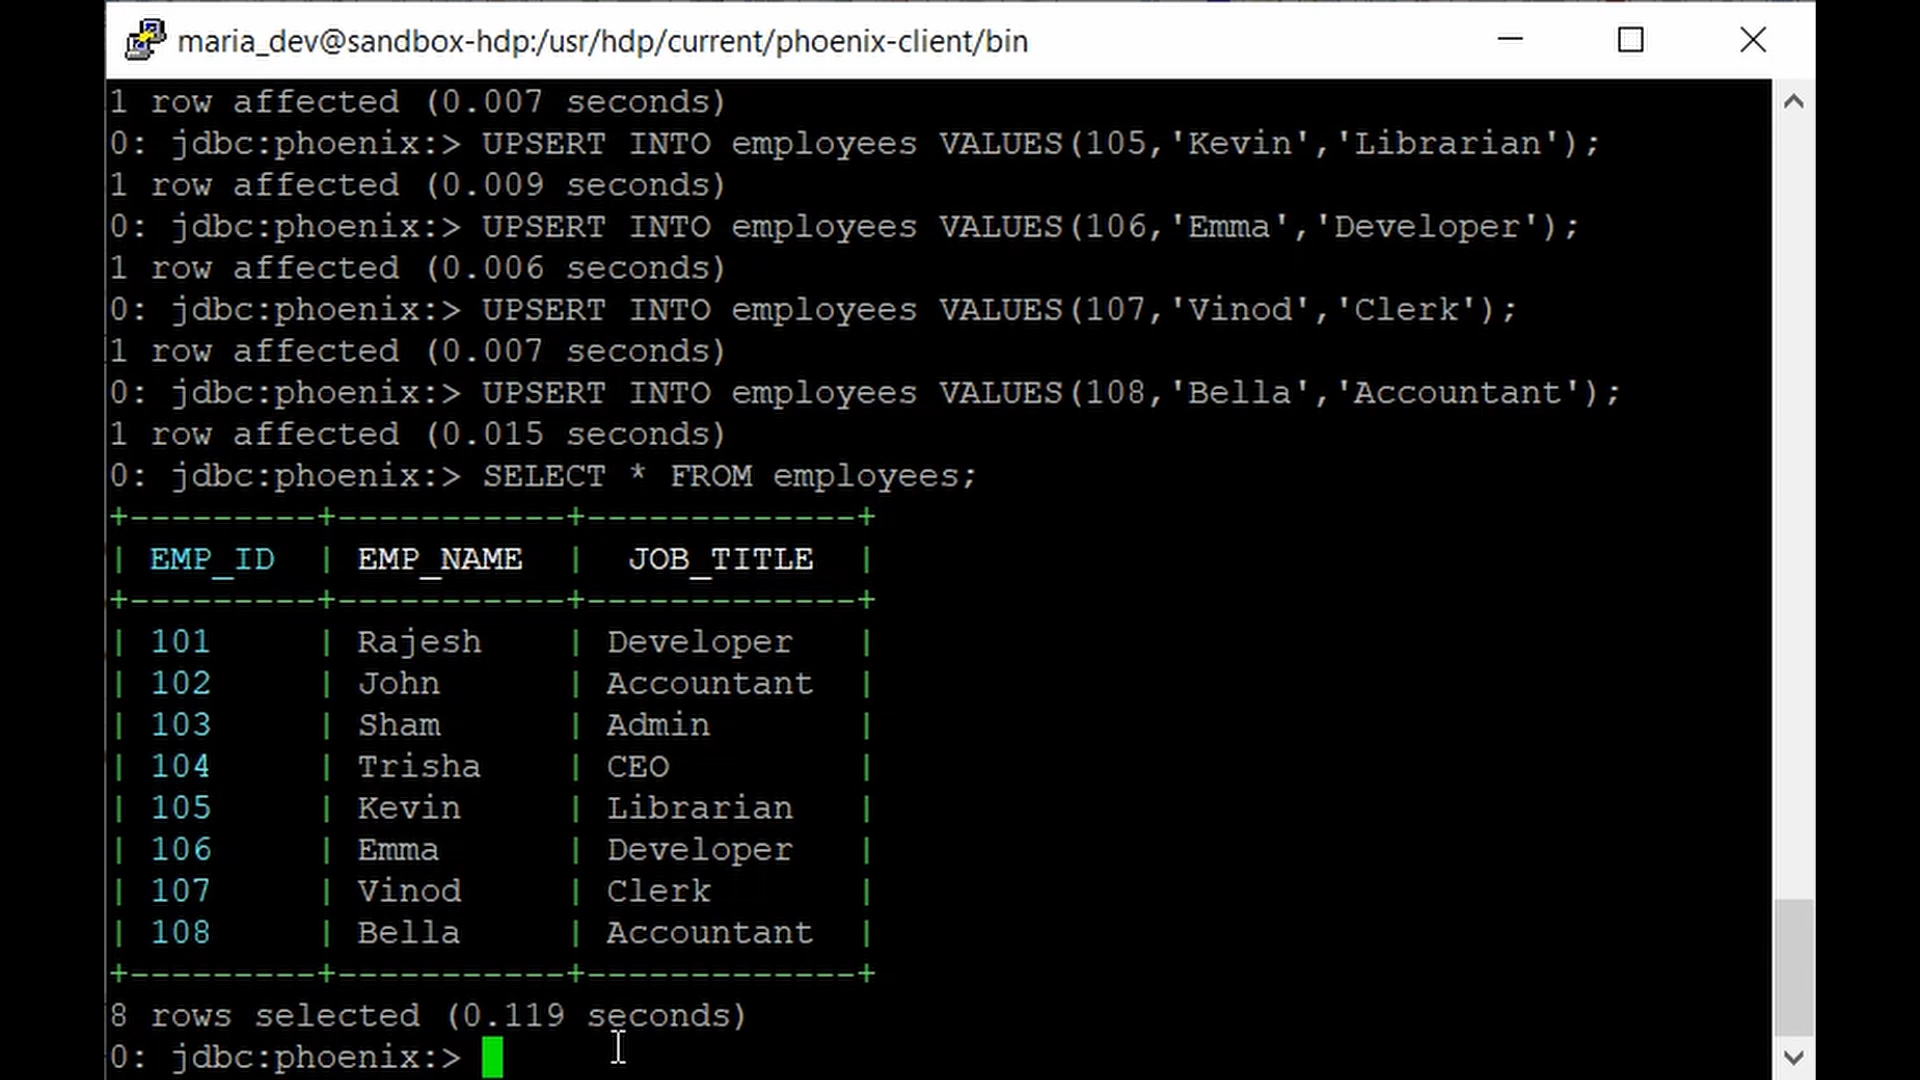 maria_dev@sandbox-hdp:/usr/hdp/current/phoenix-client/bin
1 row affected (0.007 seconds)
0: jdbc:phoenix:> UPSERT INTO employees VALUES(105,'Kevin','Librarian');
1 row affected (0.009 seconds)
0: jdbc:phoenix:> UPSERT INTO employees VALUES(106,'Emma','Developer');
1 row affected (0.006 seconds)
0: jdbc:phoenix:> UPSERT INTO employees VALUES(107,'Vinod','Clerk');
1 row affected (0.007 seconds)
0: jdbc:phoenix:> UPSERT INTO employees VALUES(108,'Bella','Accountant');
1 row affected (0.015 seconds)
0: jdbc:phoenix:> SELECT * FROM employees;
+---------+-----------+-------------+
| EMP_ID  | EMP_NAME  |  JOB_TITLE  |
+---------+-----------+-------------+
| 101     | Rajesh    | Developer   |
| 102     | John      | Accountant  |
| 103     | Sham      | Admin       |
| 104     | Trisha    | CEO         |
| 105     | Kevin     | Librarian   |
| 106     | Emma      | Developer   |
| 107     | Vinod     | Clerk       |
| 108     | Bella     | Accountant  |
+---------+-----------+-------------+
8 rows selected (0.119 seconds)
0: jdbc:phoenix:>